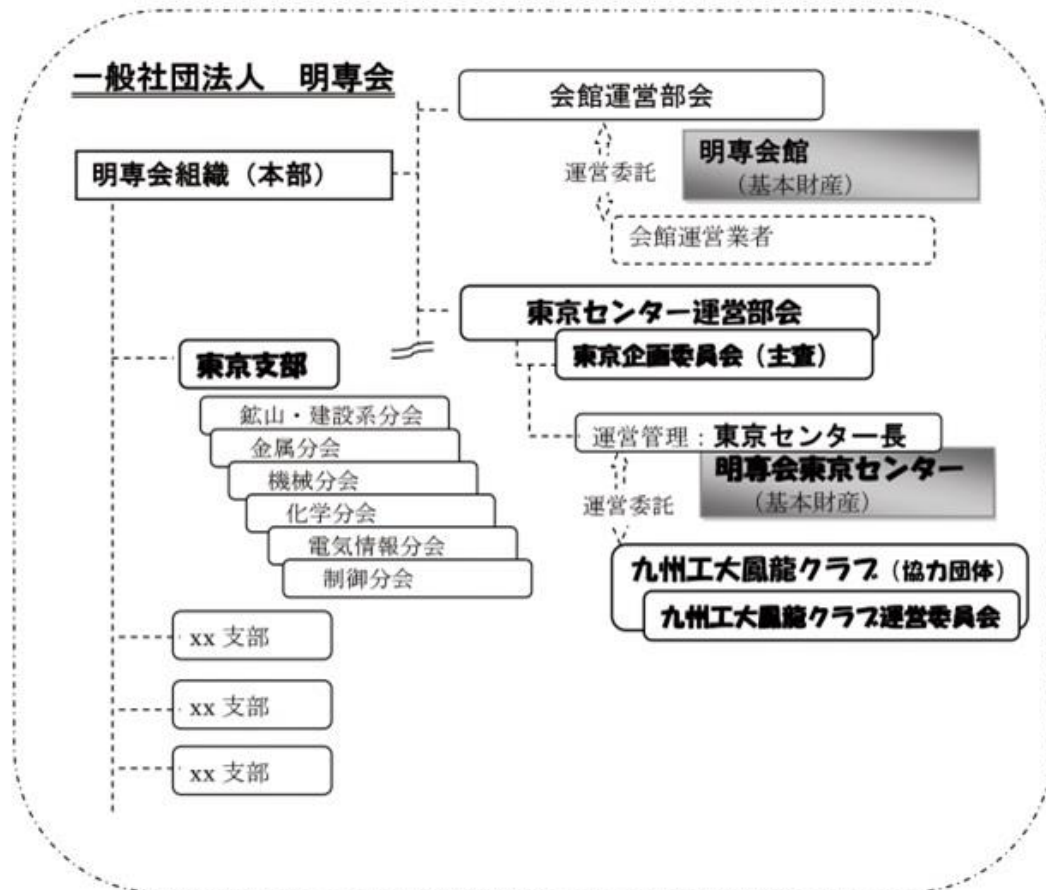 一般社団法人　明専会
明専会組織（本部）
会館運営部会
運営委託
明専会館
（基本財産）
会館運営業者
東京センター運営部会
東京企画委員会（主査）
運営管理：東京センター長
明専会東京センター
（基本財産）
運営委託
九州工大鳳龍クラブ（協力団体）
九州工大鳳龍クラブ運営委員会
東京支部
鉱山・建設系分会
金属分会
機械分会
化学分会
電気情報分会
制御分会
xx 支部
xx 支部
xx 支部